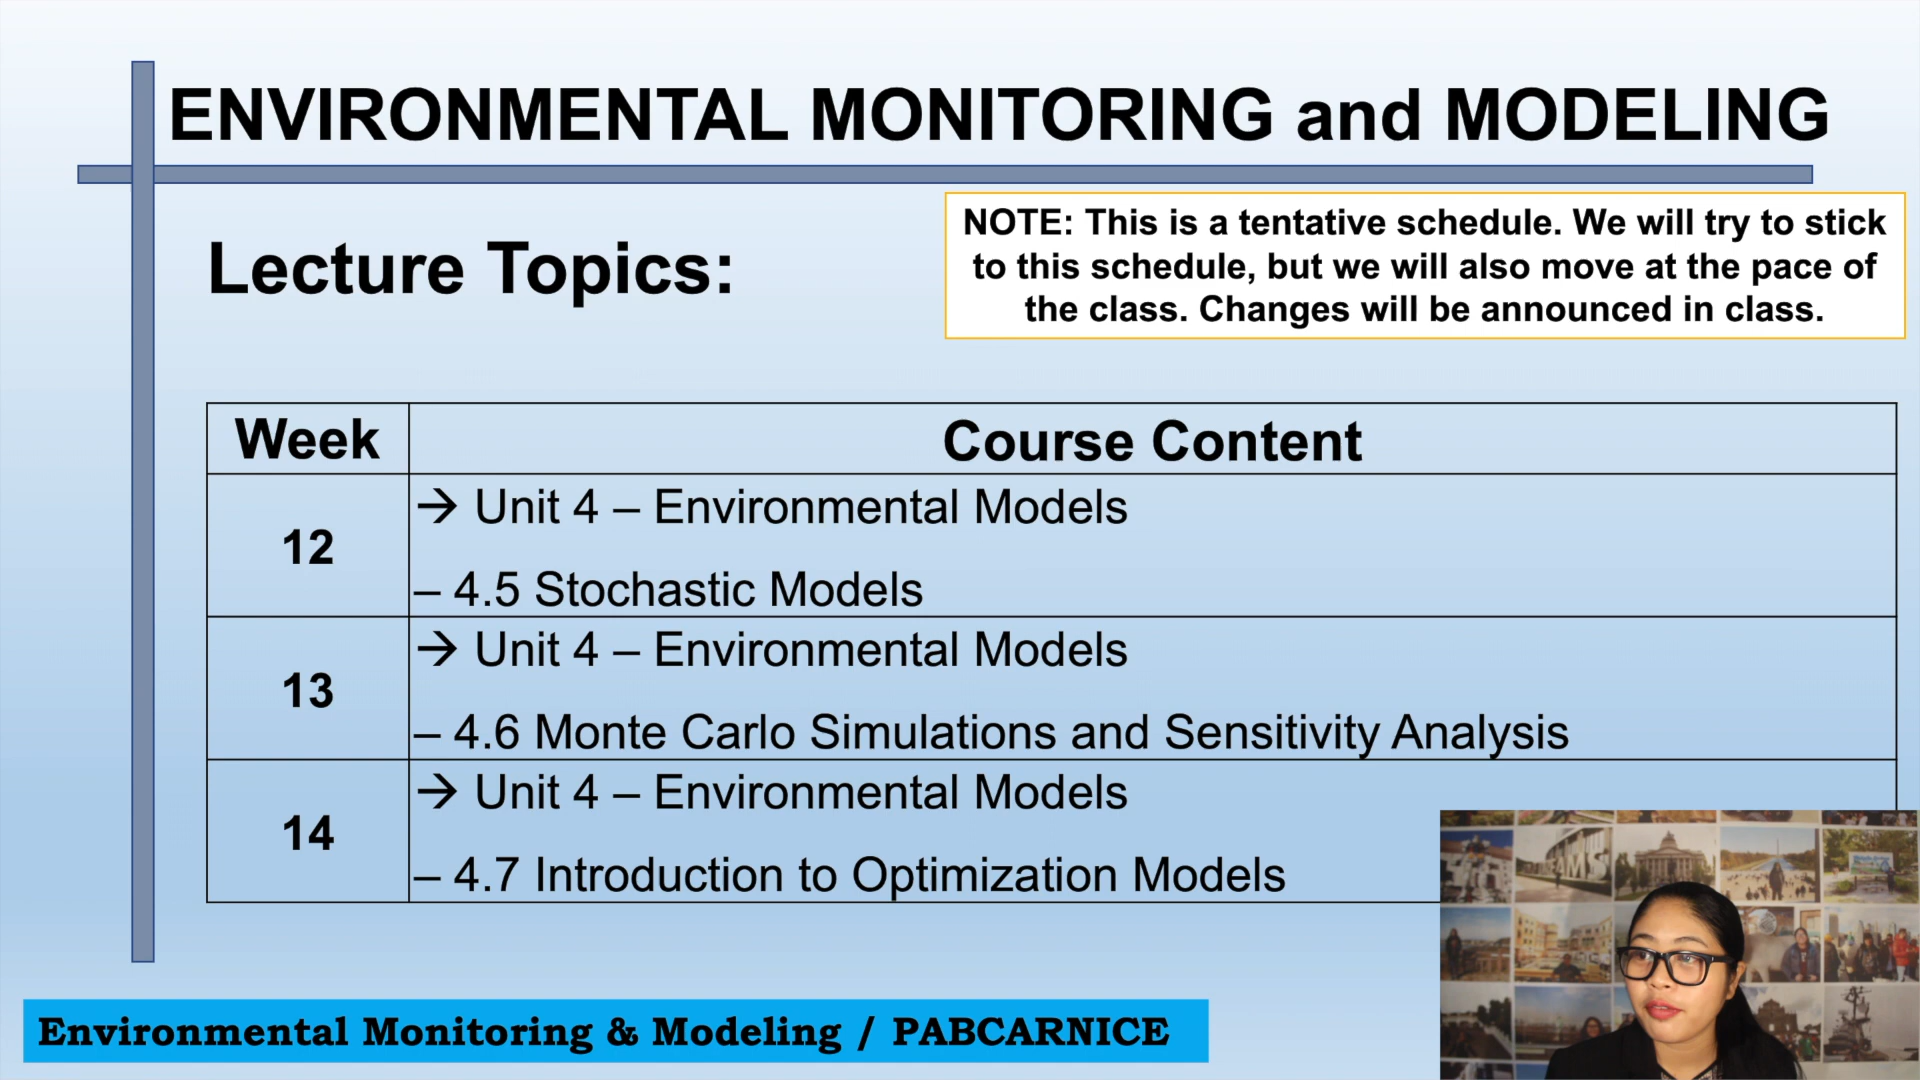 ENVIRONMENTAL MONITORING and MODELING
Lecture Topics:
NOTE: This is a tentative schedule. We will try to stick
to this schedule, but we will also move at the pace of
the class. Changes will be announced in class.
Week
Course Content
12
→ Unit 4 – Environmental Models
– 4.5 Stochastic Models
13
→ Unit 4 – Environmental Models
– 4.6 Monte Carlo Simulations and Sensitivity Analysis
14
→ Unit 4 – Environmental Models
– 4.7 Introduction to Optimization Models
Environmental Monitoring & Modeling / PABCARNICE